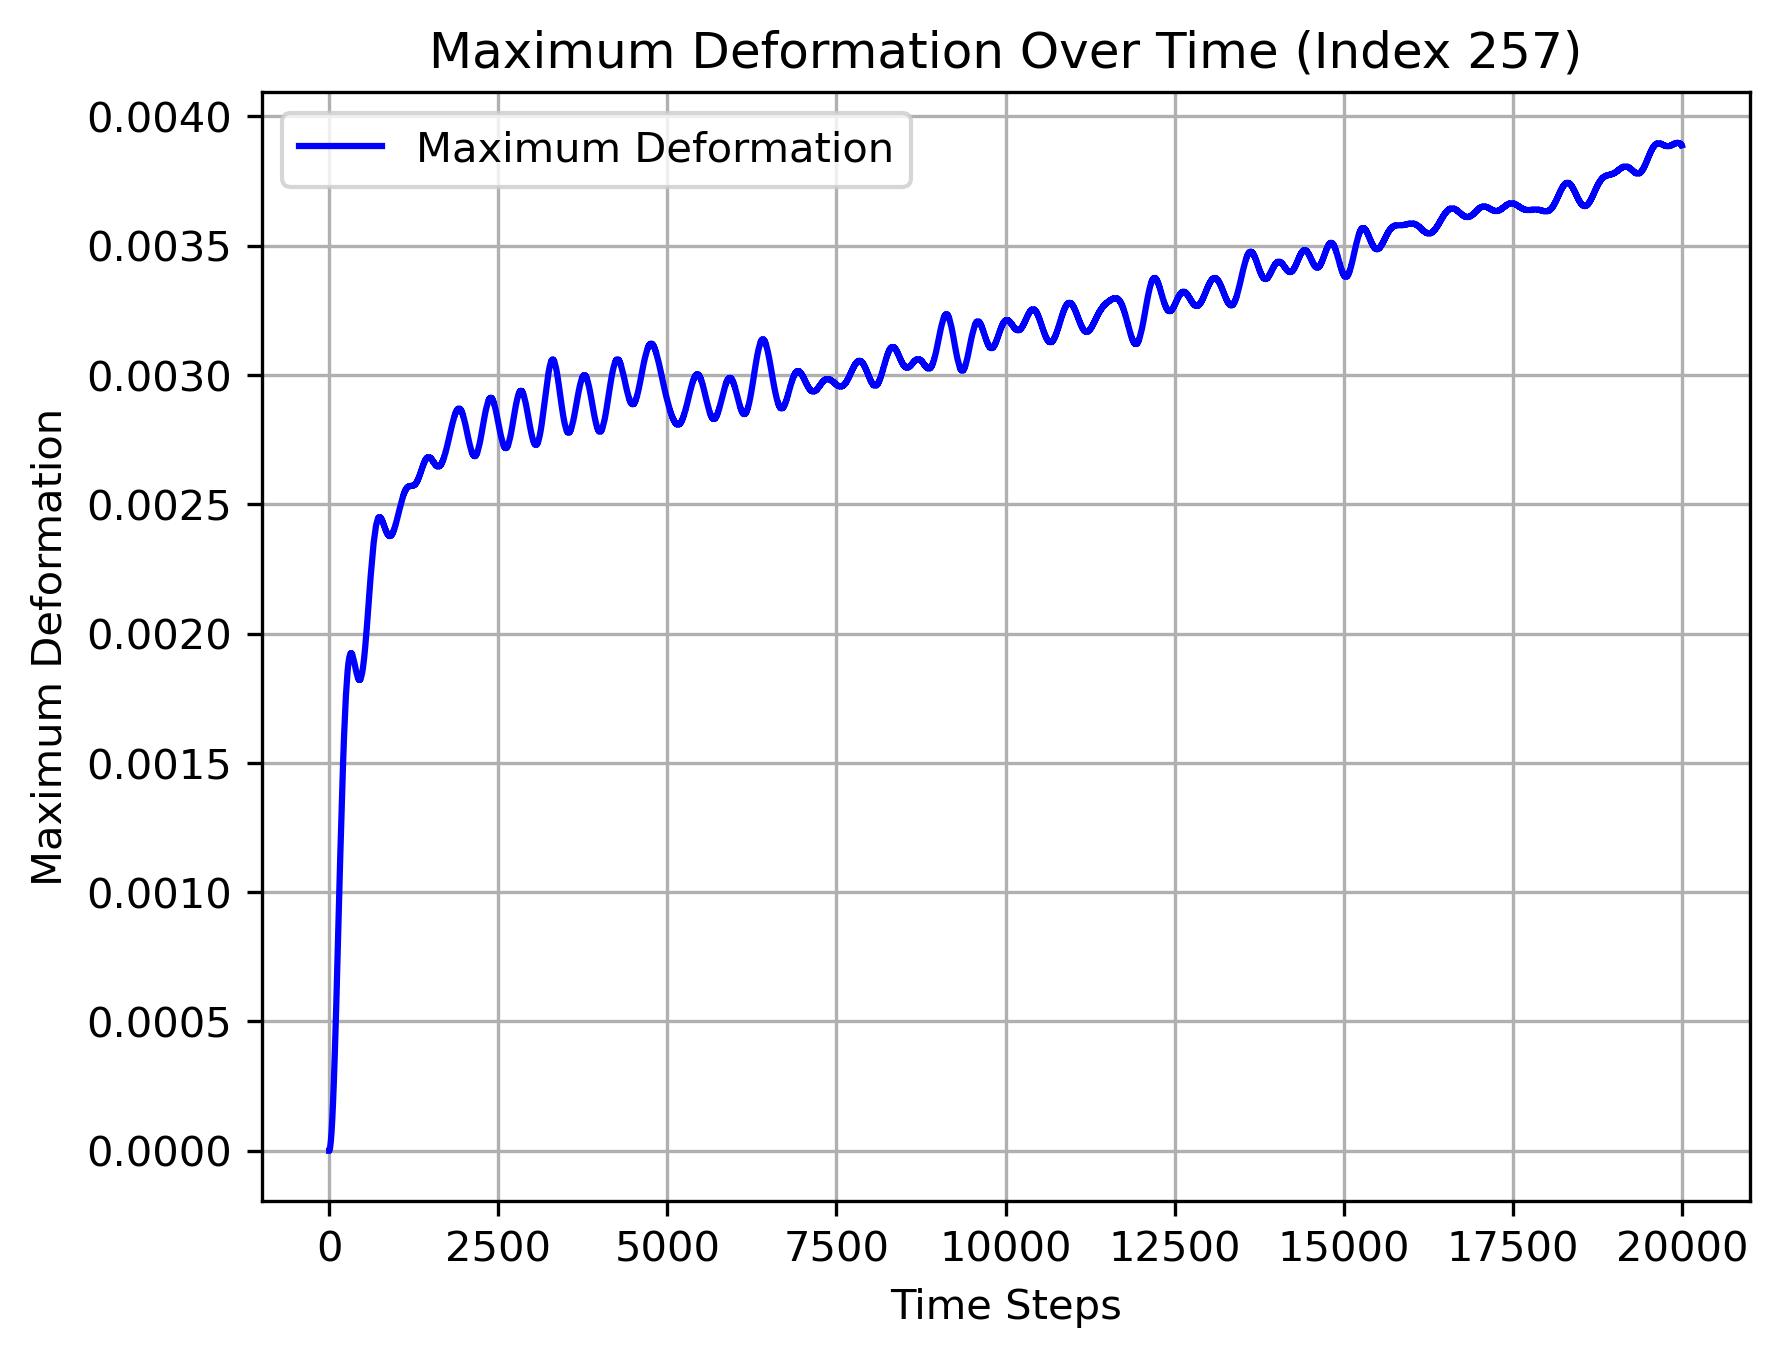 Maximum Deformation Over Time (Index 257)
Maximum Deformation
Maximum Deformation
0.0040
0.0035
0.0030
0.0025
0.0020
0.0015
0.0010
0.0005
0.0000
0 2500 5000 7500 10000 12500 15000 17500 20000
Time Steps